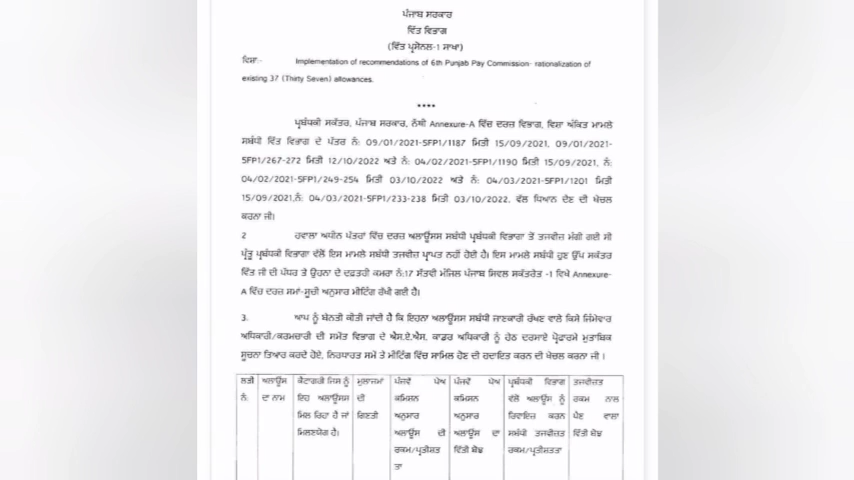 ਪੰਜਾਬ ਸਰਕਾਰ
ਵਿੱਤ ਵਿਭਾਗ
(ਵਿੱਤ ਪ੍ਰਸੋਨਲ-1 ਸਾਖਾ)
ਵਿਸ਼ਾ:- Implementation of recommendations of 6th Punjab Pay Commission- rationalization of
existing 37 (Thirty Seven) allowances.
****
ਪ੍ਰਬੰਧਕੀ ਸਕੱਤਰ, ਪੰਜਾਬ ਸਰਕਾਰ, ਨੱਥੀ Annexure-A ਵਿੱਚ ਦਰਜ਼ ਵਿਭਾਗ, ਵਿਸ਼ਾ ਅੰਕਿਤ ਮਾਮਲੇ
ਸਬੰਧੀ ਵਿੱਤ ਵਿਭਾਗ ਦੇ ਪੱਤਰ ਨੰ: 09/01/2021-5FP1/1187 ਮਿਤੀ 15/09/2021, 09/01/2021-
5FP1/267-272 ਮਿਤੀ 12/10/2022 ਅਤੇ ਨੰ: 04/02/2021-5FP1/1190 ਮਿਤੀ 15/09/2021, ਨੰ:
04/02/2021-5FP1/249-254 ਮਿਤੀ 03/10/2022 ਅਤੇ ਨੰ: 04/03/2021-5FP1/1201 ਮਿਤੀ
15/09/2021,ਨੰ: 04/03/2021-5FP1/233-238 ਮਿਤੀ 03/10/2022, ਵੱਲ ਧਿਆਨ ਦੇਣ ਦੀ ਖੇਚਲ
ਕਰਨਾ ਜੀ।
2 ਹਵਾਲਾ ਅਧੀਨ ਪੱਤਰਾਂ ਵਿੱਚ ਦਰਜ਼ ਅਲਾਊਂਸਸ ਸਬੰਧੀ ਪ੍ਰਬੰਧਕੀ ਵਿਭਾਗਾ ਤੋਂ ਤਜਵੀਜ਼ ਮੰਗੀ ਗਈ ਸੀ
ਪ੍ਰੰਤੂ ਪ੍ਰਬੰਧਕੀ ਵਿਭਾਗਾ ਵੱਲੋਂ ਇਸ ਮਾਮਲੇ ਸਬੰਧੀ ਤਜਵੀਜ਼ ਪ੍ਰਾਪਤ ਨਹੀਂ ਹੋਈ ਹੈ। ਇਸ ਮਾਮਲੇ ਸਬੰਧੀ ਹੁਣ ਉੱਪ ਸਕੱਤਰ
ਵਿੱਤ ਜੀ ਦੀ ਪੱਧਰ ਤੇ ਉਹਨਾ ਦੇ ਦਫ਼ਤਰੀ ਕਮਰਾ ਨੰ:17 ਸੱਤਵੀ ਮੰਜਿਲ ਪੰਜਾਬ ਸਿਵਲ ਸਕੱਤਰੇਤ -1 ਵਿਖੇ Annexure-
A ਵਿੱਚ ਦਰਜ ਸਮਾਂ-ਸੂਚੀ ਅਨੁਸਾਰ ਮੀਟਿੰਗ ਰੱਖੀ ਗਈ ਹੈ।
3. ਆਪ ਨੂੰ ਬੇਨਤੀ ਕੀਤੀ ਜਾਂਦੀ ਹੈ ਕਿ ਇਹਨਾ ਅਲਾਊਂਸਸ ਸਬੰਧੀ ਜਾਣਕਾਰੀ ਰੱਖਣ ਵਾਲੇ ਕਿਸੇ ਜਿੰਮੇਵਾਰ
ਅਧਿਕਾਰੀ/ਕਰਮਚਾਰੀ ਦੀ ਸਮੇਤ ਵਿਭਾਗ ਦੇ ਐਸ.ਏ.ਐਸ. ਕਾਡਰ ਅਧਿਕਾਰੀ ਨੂੰ ਹੇਠ ਦਰਸਾਏ ਪ੍ਰੋਫਾਰਮੇ ਮੁਤਾਬਿਕ
ਸੂਚਨਾ ਤਿਆਰ ਕਰਦੇ ਹੋਏ, ਨਿਰਧਾਰਤ ਸਮੇਂ ਤੇ ਮੀਟਿੰਗ ਵਿੱਚ ਸ਼ਾਮਿਲ ਹੋਣ ਦੀ ਹਦਾਇਤ ਕਰਨ ਦੀ ਖੇਚਲ ਕਰਨਾ ਜੀ ।
ਲੜੀ ਅਲਾਊਂਸ ਕੈਟਾਗਰੀ ਜਿਸ ਨੂੰ ਮੁਲਾਜ਼ਮਾਂ ਪੰਜਵੇ ਪੇਅ ਪੰਜਵੇਂ ਪੇਅ ਪ੍ਰਬੰਧਕੀ ਵਿਭਾਗ ਤਜਵੀਜ਼ਤ
ਨੰ: ਦਾ ਨਾਮ ਇਹ ਅਲਾਊਂਸਸ ਦੀ ਕਮਿਸ਼ਨ ਕਮਿਸ਼ਨ ਵੱਲੋਂ ਅਲਾਊਂਸ ਨੂੰ ਰਕਮ ਨਾਲ
ਮਿਲ ਰਿਹਾ ਹੈ ਜਾਂ ਗਿਣਤੀ ਅਨੁਸਾਰ ਅਨੁਸਾਰ ਰਿਵਾਇਜ਼ ਕਰਨ ਪੈਣ ਵਾਲਾ
ਮਿਲਣਯੋਗ ਹੈ। ਅਲਾਊਂਸ ਦੀ ਅਲਾਊਂਸ ਦਾ ਸਬੰਧੀ ਤਜਵੀਜ਼ਤ ਵਿੱਤੀ ਬੋਝ
ਰਕਮ/ਪ੍ਰਤੀਸ਼ਤ ਵਿੱਤੀ ਬੋਝ ਰਕਮ/ਪ੍ਰਤੀਸ਼ਤਤਾ
ਤਾ